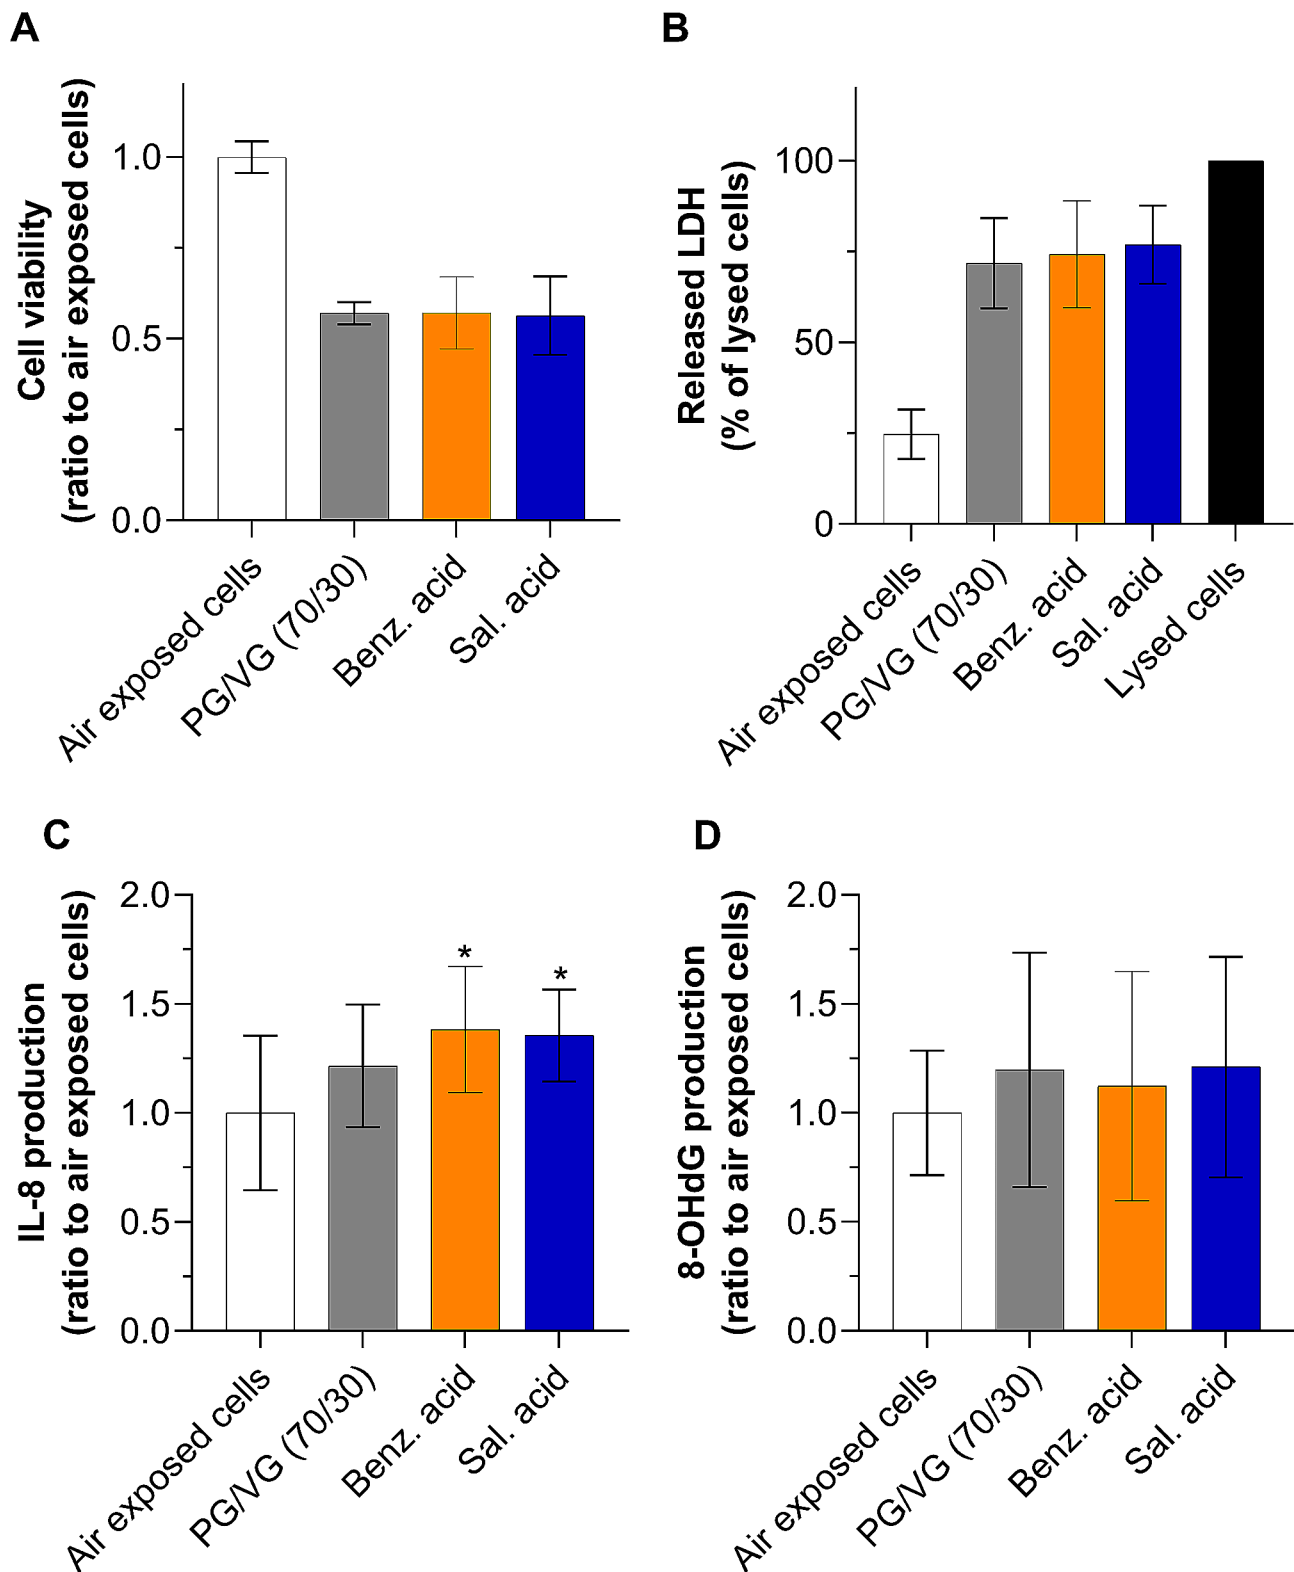 A
Cell viability
(ratio to air exposed cells)
1.0
0.5
0.0
Air exposed cells
PG/VG (70/30)
Benz. acid
Sal. acid
B
Released LDH
(% of lysed cells)
100
50
0
Air exposed cells
PG/VG (70/30)
Benz. acid
Sal. acid
Lysed cells
C
IL-8 production
(ratio to air exposed cells)
2.0
1.5
1.0
0.5
0.0
*
*
Air exposed cells
PG/VG (70/30)
Benz. acid
Sal. acid
D
8-OHdG production
(ratio to air exposed cells)
2.0
1.5
1.0
0.5
0.0
Air exposed cells
PG/VG (70/30)
Benz. acid
Sal. acid